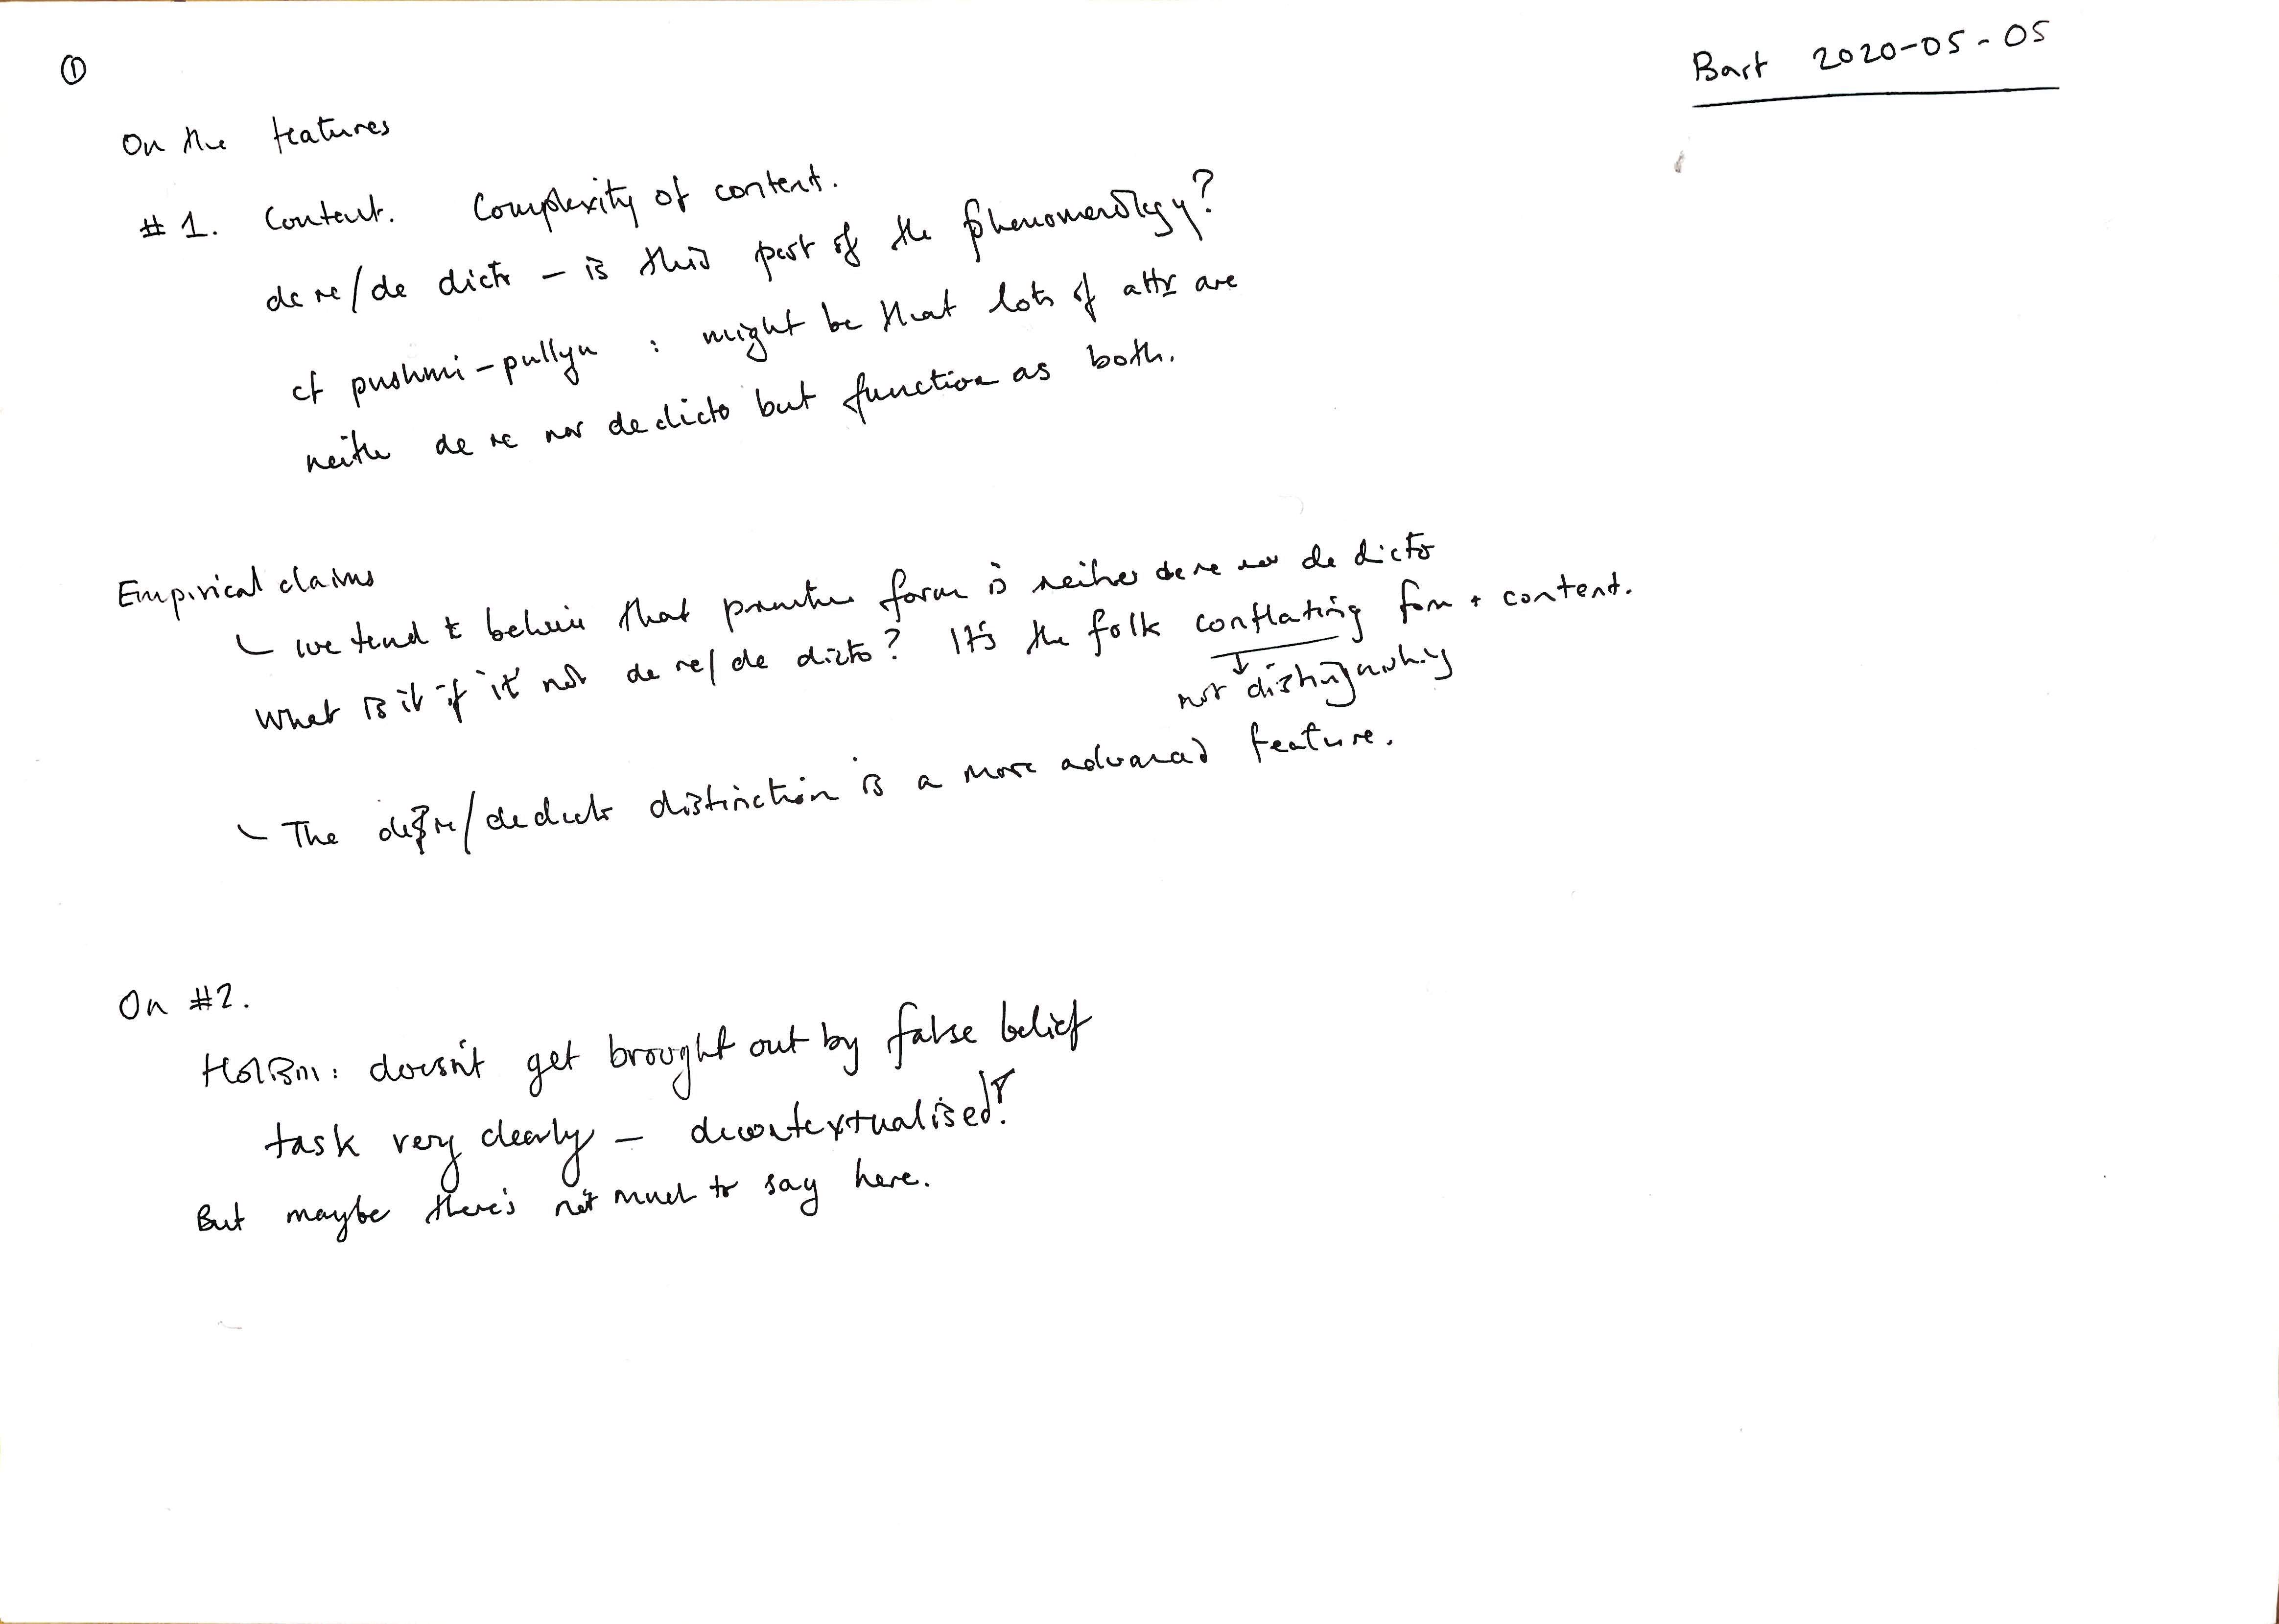 ①
Bart 2020-05-05
On the features
# 1. Content. Complexity of content.
de re/de dicto – is this part of the phenomenology?
cf pushmi-pullyu : might be that lots of attr are
neither de re nor de dicto but function as both.
Empirical claims
– we tend to believe that primitive form is neither de re nor de dicto
What is it if it not de re/de dicto? It's the folk conflating form + content.
↓
not distinguishing
– The de re/de dicto distinction is a more advanced feature.
On #2.
Holism: doesn't get brought out by false belief
task very clearly – decontextualised?
But maybe there's not much to say here.